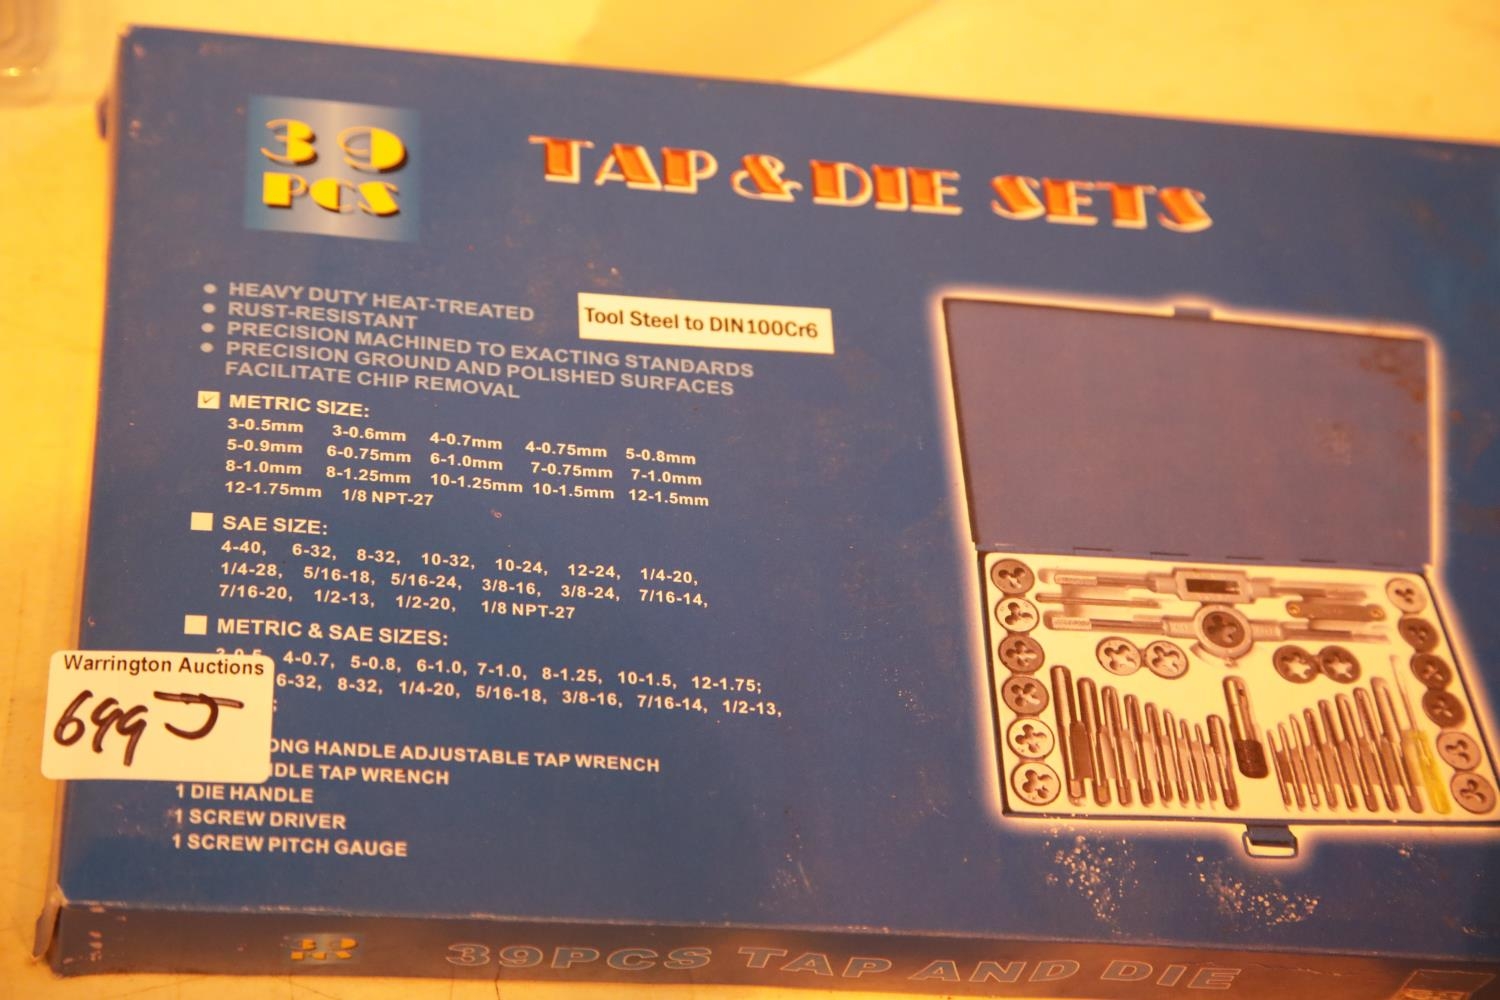 39
PCS
TAP & DIE SETS
• HEAVY DUTY HEAT-TREATED
• RUST-RESISTANT
• PRECISION MACHINED TO EXACTING STANDARDS
• PRECISION GROUND AND POLISHED SURFACES
FACILITATE CHIP REMOVAL
Tool Steel to DIN100Cr6
METRIC SIZE:
3-0.5mm 3-0.6mm 4-0.7mm 4-0.75mm 5-0.8mm
5-0.9mm 6-0.75mm 6-1.0mm 7-0.75mm 7-1.0mm
8-1.0mm 8-1.25mm 10-1.25mm 10-1.5mm 12-1.5mm
12-1.75mm 1/8 NPT-27
SAE SIZE:
4-40, 6-32, 8-32, 10-32, 10-24, 12-24, 1/4-20,
1/4-28, 5/16-18, 5/16-24, 3/8-16, 3/8-24, 7/16-14,
7/16-20, 1/2-13, 1/2-20, 1/8 NPT-27
METRIC & SAE SIZES:
3-0.5 4-0.7, 5-0.8, 6-1.0, 7-1.0, 8-1.25, 10-1.5, 12-1.75;
6-32, 8-32, 1/4-20, 5/16-18, 3/8-16, 7/16-14, 1/2-13,
HANDLE ADJUSTABLE TAP WRENCH
TAP WRENCH
1 DIE HANDLE
1 SCREW DRIVER
1 SCREW PITCH GAUGE
Warrington Auctions
699 J
39PCS TAP AND DIE